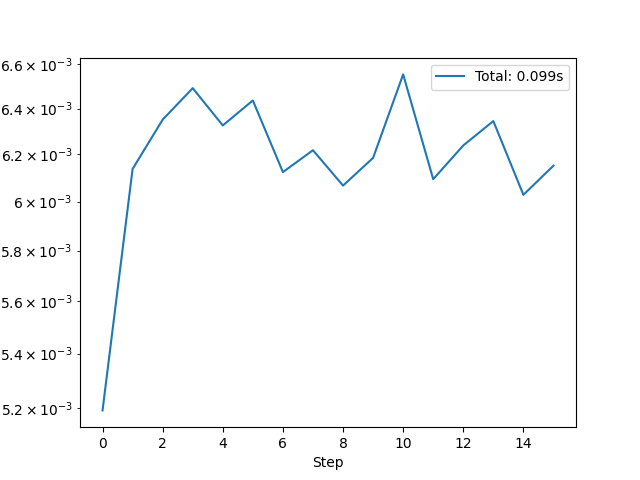 6.6 × 10⁻³
Total: 0.099s
6.4 × 10⁻³
6.2 × 10⁻³
6 × 10⁻³
5.8 × 10⁻³
5.6 × 10⁻³
5.4 × 10⁻³
5.2 × 10⁻³
0 2 4 6 8 10 12 14
Step